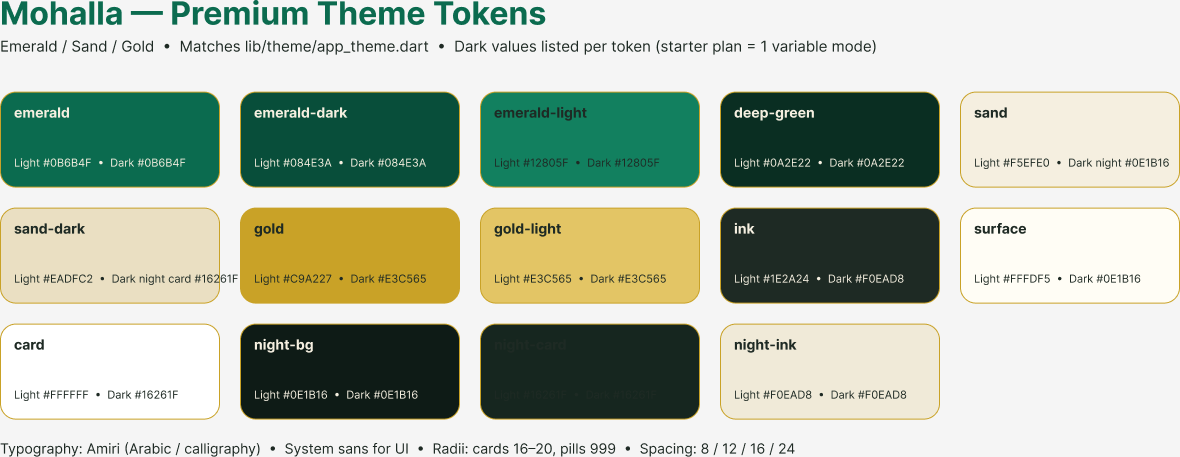 Mohalla — Premium Theme Tokens
Emerald / Sand / Gold • Matches lib/theme/app_theme.dart • Dark values listed per token (starter plan = 1 variable mode)
emerald
Light #0B6B4F • Dark #0B6B4F
emerald-dark
Light #084E3A • Dark #084E3A
emerald-light
Light #12805F • Dark #12805F
deep-green
Light #0A2E22 • Dark #0A2E22
sand
Light #F5EFE0 • Dark night #0E1B16
sand-dark
Light #EADFC2 • Dark night card #16261F
gold
Light #C9A227 • Dark #E3C565
gold-light
Light #E3C565 • Dark #E3C565
ink
Light #1E2A24 • Dark #F0EAD8
surface
Light #FFFDF5 • Dark #0E1B16
card
Light #FFFFFF • Dark #16261F
night-bg
Light #0E1B16 • Dark #0E1B16
night-card
Light #16261F • Dark #16261F
night-ink
Light #F0EAD8 • Dark #F0EAD8
Typography: Amiri (Arabic / calligraphy) • System sans for UI • Radii: cards 16–20, pills 999 • Spacing: 8 / 12 / 16 / 24